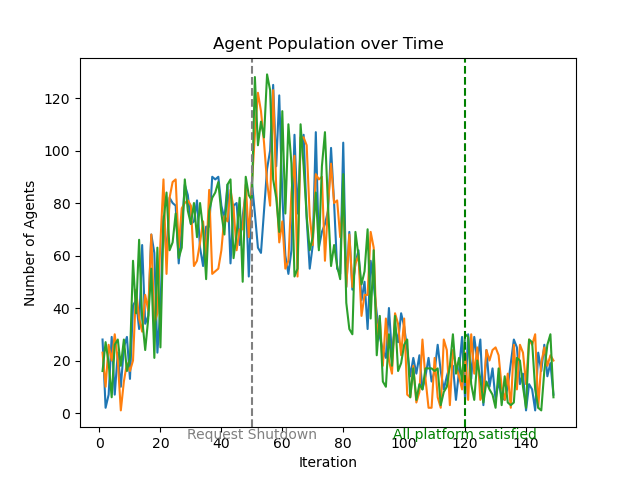 Agent Population over Time
Number of Agents
120
100
80
60
40
20
0
0 20 40 60 80 100 120 140
Request Shutdown
All platform satisfied
Iteration